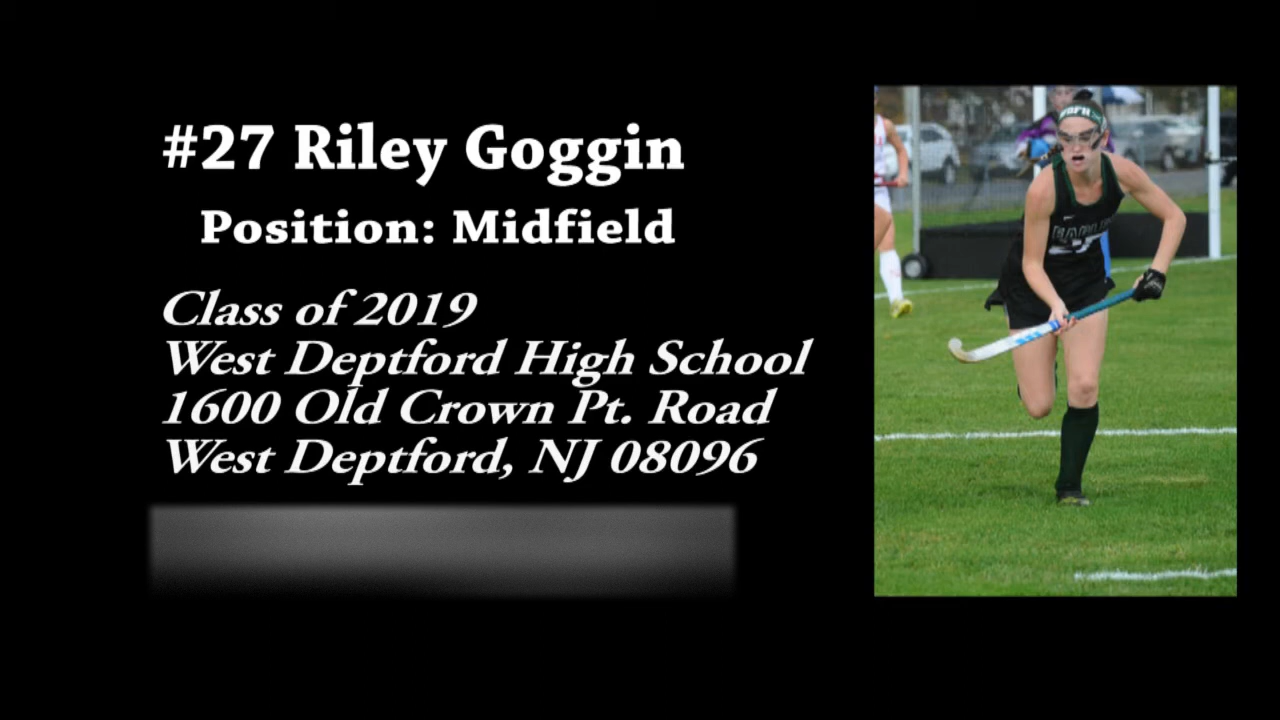 #27 Riley Goggin
Position: Midfield
Class of 2019
West Deptford High School
1600 Old Crown Pt. Road
West Deptford, NJ 08096